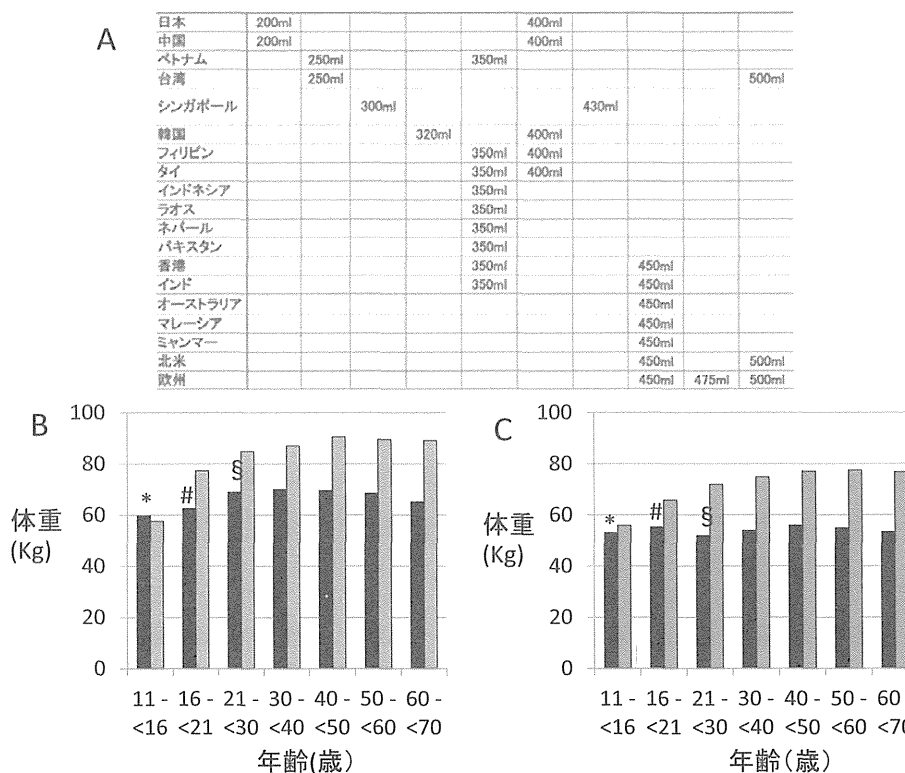 A
日本 200ml 400ml
中国 200ml 400ml
ベトナム 250ml 350ml
台湾 250ml 500ml
シンガポール 300ml 430ml
韓国 320ml 400ml
フィリピン 350ml 400ml
タイ 350ml 400ml
インドネシア 350ml
ラオス 350ml
ネパール 350ml
パキスタン 350ml
香港 350ml 450ml
インド 350ml 450ml
オーストラリア 450ml
マレーシア 450ml
ミャンマー 450ml
北米 450ml 500ml
欧州 450ml 475ml 500ml
B
体重
(Kg)
100
80
60
40
20
0
* # §
11 - 16 - 21 - 30 - 40 - 50 - 60 -
<16 <21 <30 <40 <50 <60 <70
年齢(歳)
C
体重
(Kg)
100
80
60
40
20
0
* # §
11 - 16 - 21 - 30 - 40 - 50 - 60
<16 <21 <30 <40 <50 <60 <70
年齢(歳)